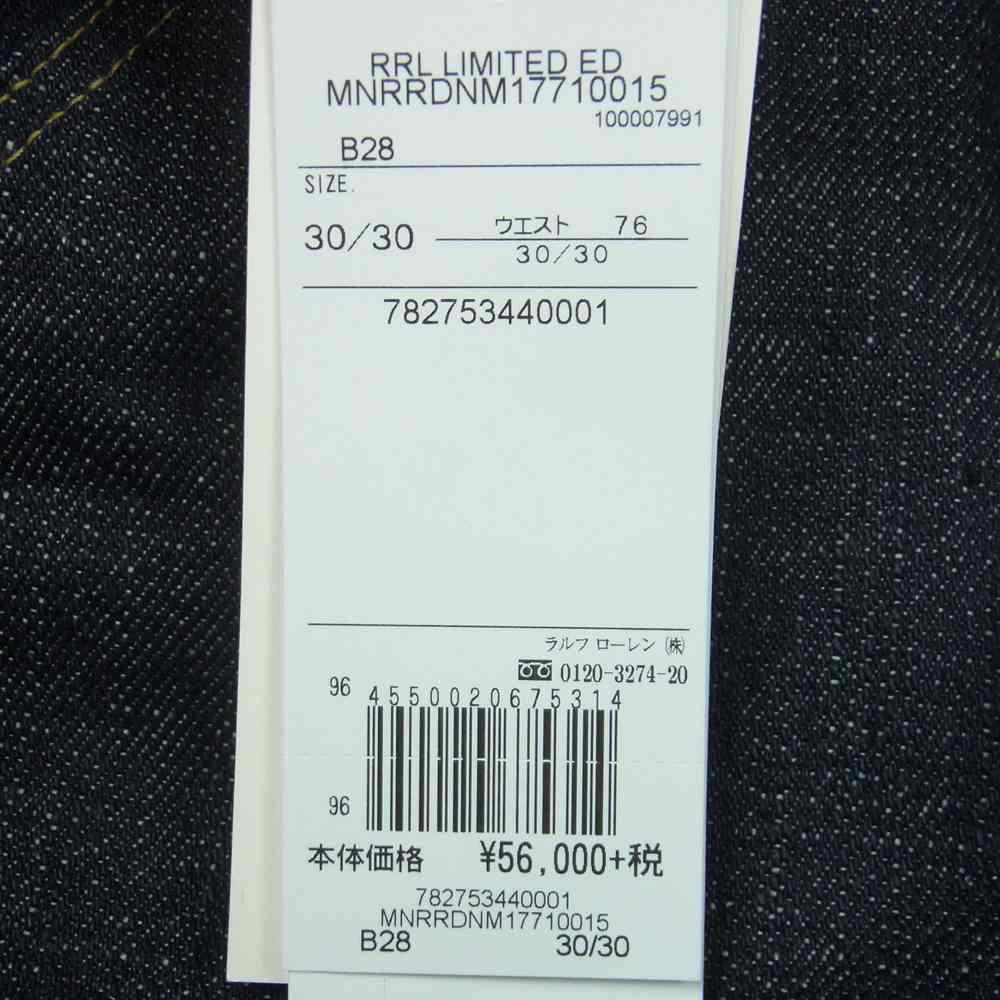 RRL LIMITED ED
MNRRDNM17710015
100007991
B28
SIZE.
30/30
ウエスト 76
30/30
782753440001
ラルフ ローレン ㈱
0120-3274-20
96
4550020675314
96
本体価格 ¥56,000+税
782753440001
MNRRDNM17710015
B28 30/30